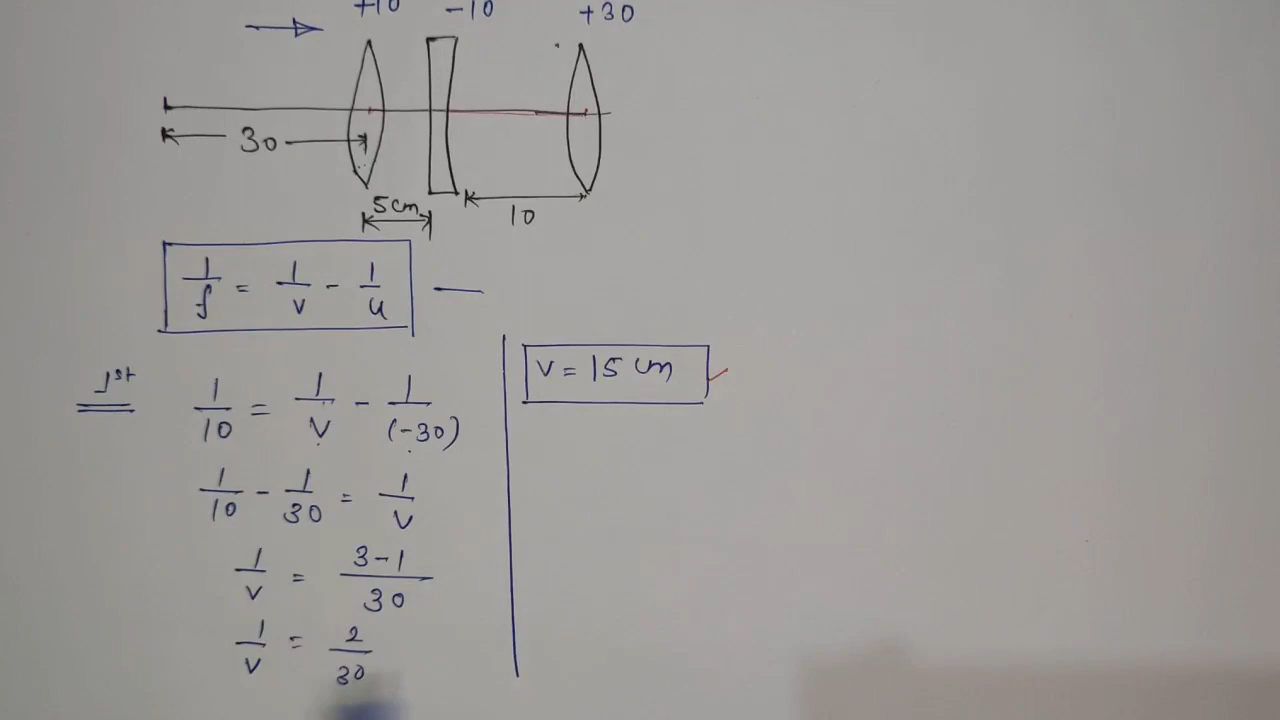 +10 -10 +30
30
5cm
10
1/f = 1/v - 1/u
1st 1/10 = 1/v - 1/(-30)
1/10 - 1/30 = 1/v
1/v = 3-1/30
1/v = 2/30
v = 15 cm